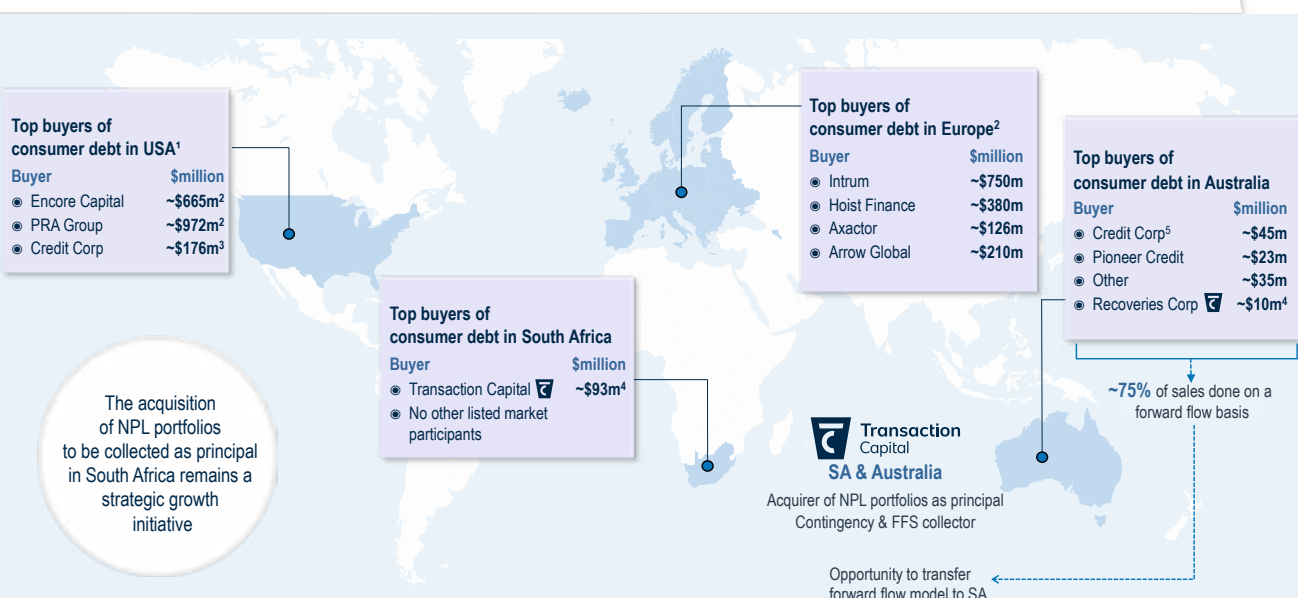 Top buyers of
consumer debt in USA¹
Buyer $million
◉ Encore Capital ~$665m²
◉ PRA Group ~$972m²
◉ Credit Corp ~$176m³
Top buyers of
consumer debt in Europe²
Buyer $million
◉ Intrum ~$750m
◉ Hoist Finance ~$380m
◉ Axactor ~$126m
◉ Arrow Global ~$210m
Top buyers of
consumer debt in Australia
Buyer $million
◉ Credit Corp⁵ ~$45m
◉ Pioneer Credit ~$23m
◉ Other ~$35m
◉ Recoveries Corp ~$10m⁴
Top buyers of
consumer debt in South Africa
Buyer $million
◉ Transaction Capital ~$93m⁴
◉ No other listed market
participants
The acquisition
of NPL portfolios
to be collected as principal
in South Africa remains a
strategic growth
initiative
~75% of sales done on a
forward flow basis
Transaction
Capital
SA & Australia
Acquirer of NPL portfolios as principal
Contingency & FFS collector
Opportunity to transfer
forward flow model to SA